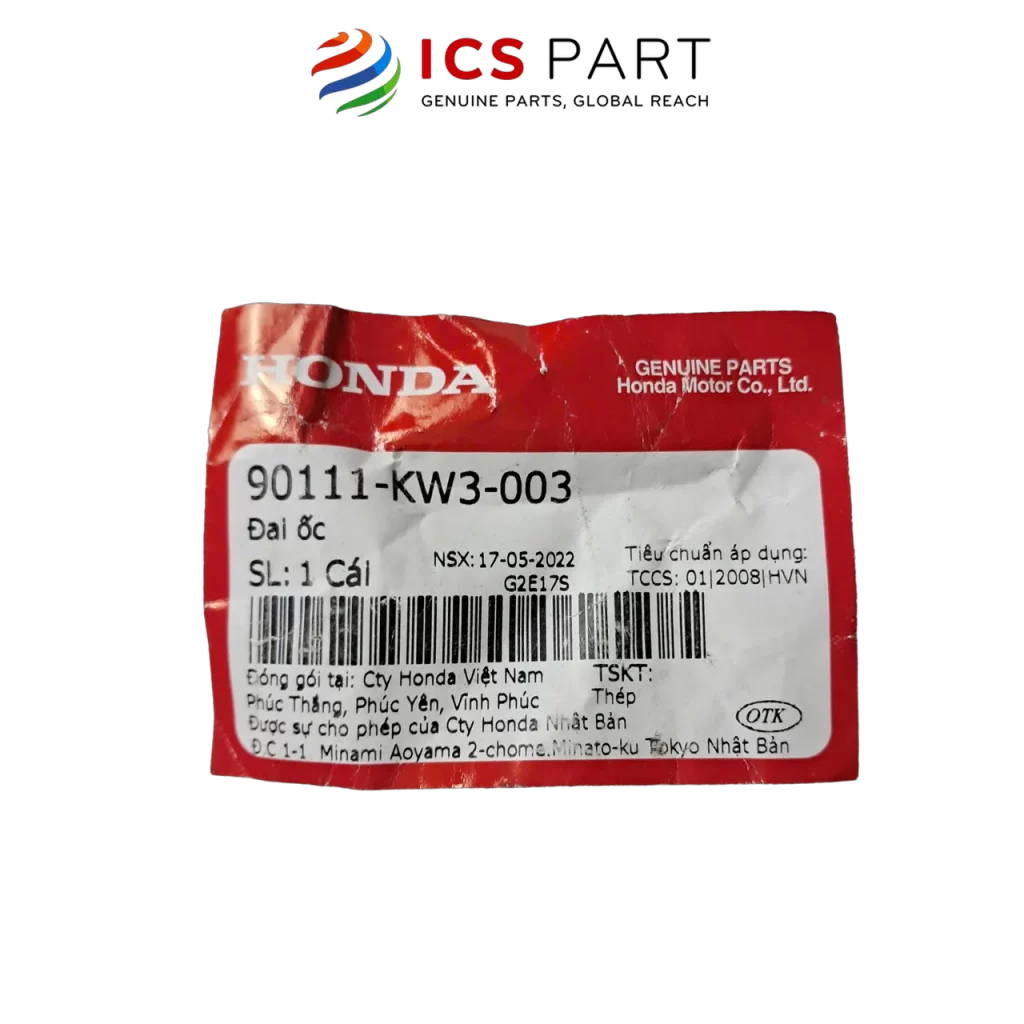 ICS PART
GENUINE PARTS, GLOBAL REACH
HONDA
GENUINE PARTS
Honda Motor Co., Ltd.
90111-KW3-003
Đai ốc
SL: 1 Cái
NSX: 17-05-2022
G2E17S
Tiêu chuẩn áp dụng:
TCCS: 01|2008|HVN
Đóng gói tại: Cty Honda Việt Nam
Phúc Thắng, Phúc Yên, Vĩnh Phúc
TSKT:
Thép
Được sự cho phép của Cty Honda Nhật Bản
Đ.C 1-1 Minami Aoyama 2-chome.Minato-ku Tokyo Nhật Bản
OTK